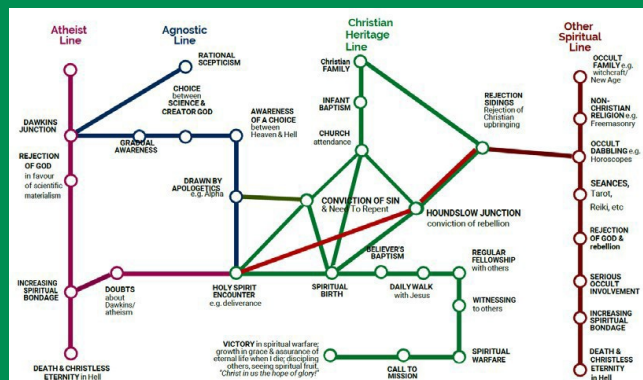 Atheist
Line
Agnostic
Line
Christian
Heritage
Line
Other
Spiritual
Line
RATIONAL
SCEPTICISM
Christian
FAMILY
OCCULT
FAMILY e.g.
witchcraft/
New Age
CHOICE
between
SCIENCE &
CREATOR GOD
INFANT
BAPTISM
REJECTION
SIDINGS
Rejection of
Christian
upbringing
NON-
CHRISTIAN
RELIGION e.g.
Freemasonry
DAWKINS
JUNCTION
GRADUAL
AWARENESS
AWARENESS
OF A CHOICE
between
Heaven & Hell
CHURCH
attendance
OCCULT
DABBLING e.g.
Horoscopes
REJECTION
OF GOD
in favour
of scientific
materialism
DRAWN BY
APOLOGETICS
e.g. Alpha
CONVICTION OF SIN
& Need To Repent
HOUNDSLOW JUNCTION
conviction of rebellion
SEANCES,
Tarot,
Reiki, etc
REJECTION
OF GOD &
rebellion
BELIEVER'S
BAPTISM
REGULAR
FELLOWSHIP
with others
INCREASING
SPIRITUAL
BONDAGE
DOUBTS
about
Dawkins/
atheism
HOLY SPIRIT
ENCOUNTER
e.g. deliverance
SPIRITUAL
BIRTH
DAILY WALK
with Jesus
SERIOUS
OCCULT
INVOLVEMENT
WITNESSING
to others
INCREASING
SPIRITUAL
BONDAGE
DEATH & CHRISTLESS
ETERNITY in Hell
VICTORY in spiritual warfare;
growth in grace & assurance of
eternal life when I die; discipling
others, seeing spiritual fruit.
"Christ in us the hope of glory!"
CALL TO
MISSION
SPIRITUAL
WARFARE
DEATH &
CHRISTLESS
ETERNITY
in Hell